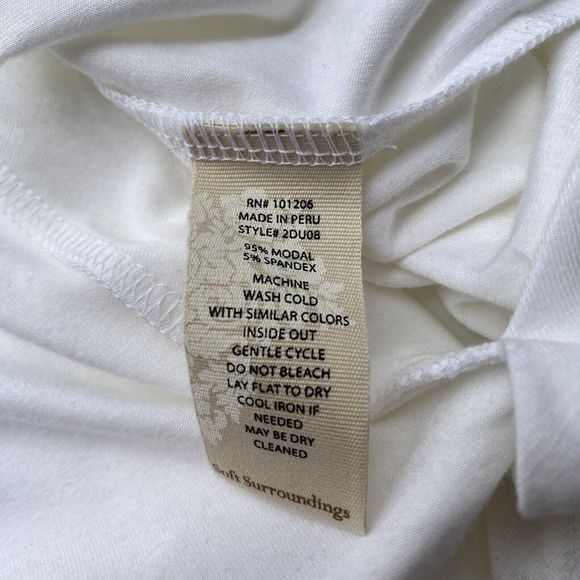 RN# 101206
MADE IN PERU
STYLE# 2DU08
95% MODAL
5% SPANDEX
MACHINE
WASH COLD
WITH SIMILAR COLORS
INSIDE OUT
GENTLE CYCLE
DO NOT BLEACH
LAY FLAT TO DRY
COOL IRON IF
NEEDED
MAY BE DRY
CLEANED
Soft Surroundings